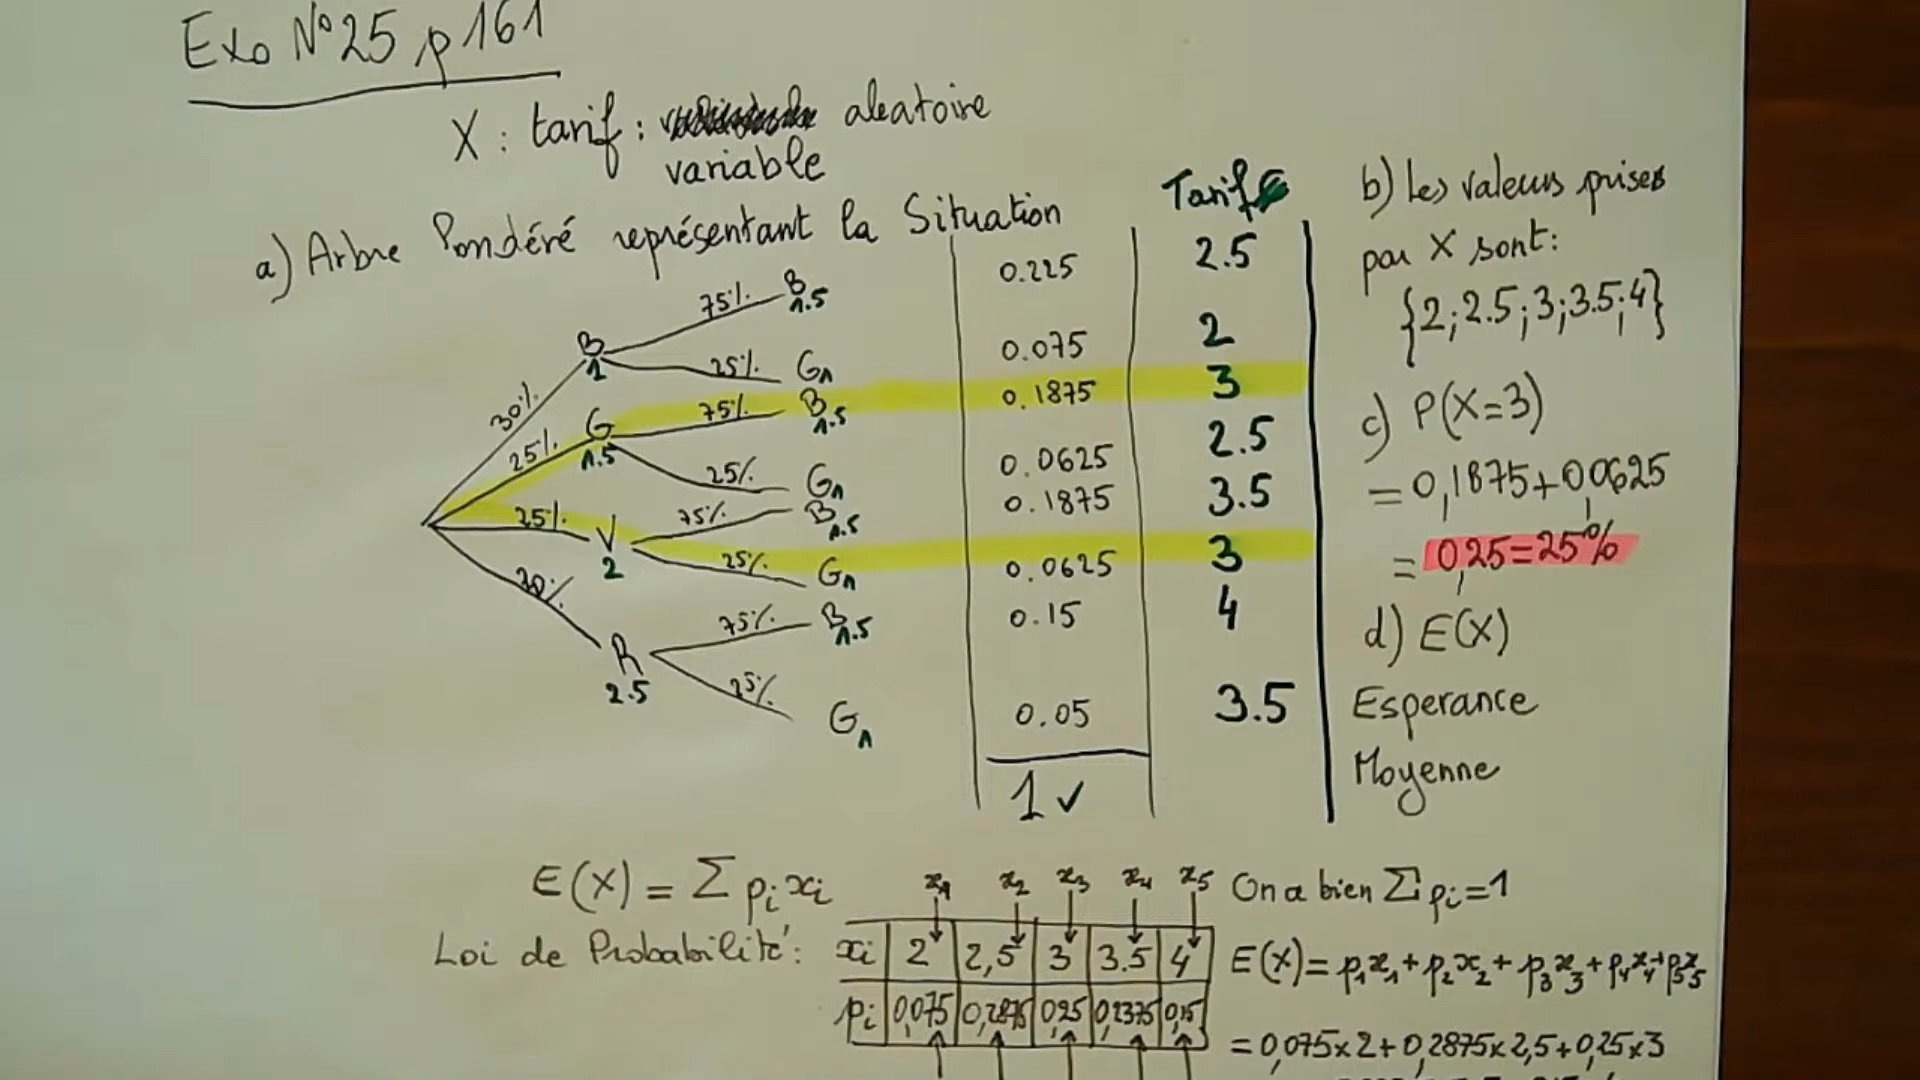 Exo N°25 p161
X : tarif : aleatoire
variable
a) Arbre Pondéré représentant la Situation
Tarif
30%
B
1
75%
B
1.5
0.225
2.5
25%
G1
0.075
2
25%
G
1.5
75%
B
1.5
0.1875
3
25%
G1
0.0625
2.5
25%
V
2
75%
B
1.5
0.1875
3.5
25%
G1
0.0625
3
R
2.5
75%
B
1.5
0.15
4
25%
G1
0.05
3.5
1 ✓
b) Les valeurs prises
par X sont:
{2;2.5;3;3.5;4}
c) P(X=3)
= 0,1875+0,0625
= 0,25=25%
d) E(X)
Esperance
Moyenne
E(X) = Σ pi xi
x1 x2 x3 x4 x5
On a bien Σ pi=1
Loi de Probabilité:
xi 2 2,5 3 3.5 4
pi 0,075 0,2875 0,25 0,2375 0,15
E(X)= p1x1+p2x2+p3x3+p4x4+p5x5
= 0,075x2+0,2875x2,5+0,25x3